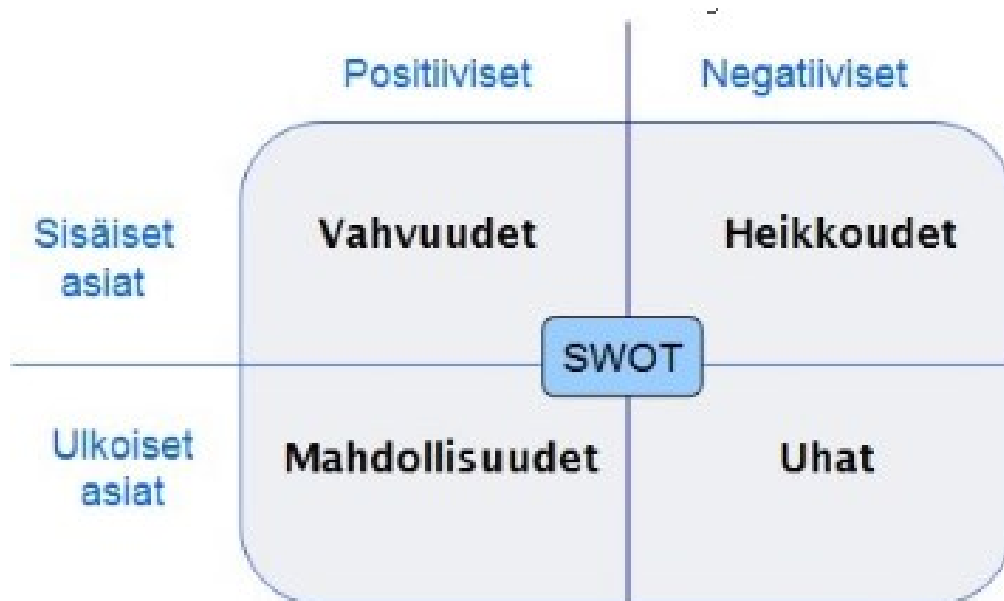 Positiiviset Negatiiviset
Sisäiset
asiat
Vahvuudet Heikkoudet
SWOT
Ulkoiset
asiat
Mahdollisuudet Uhat